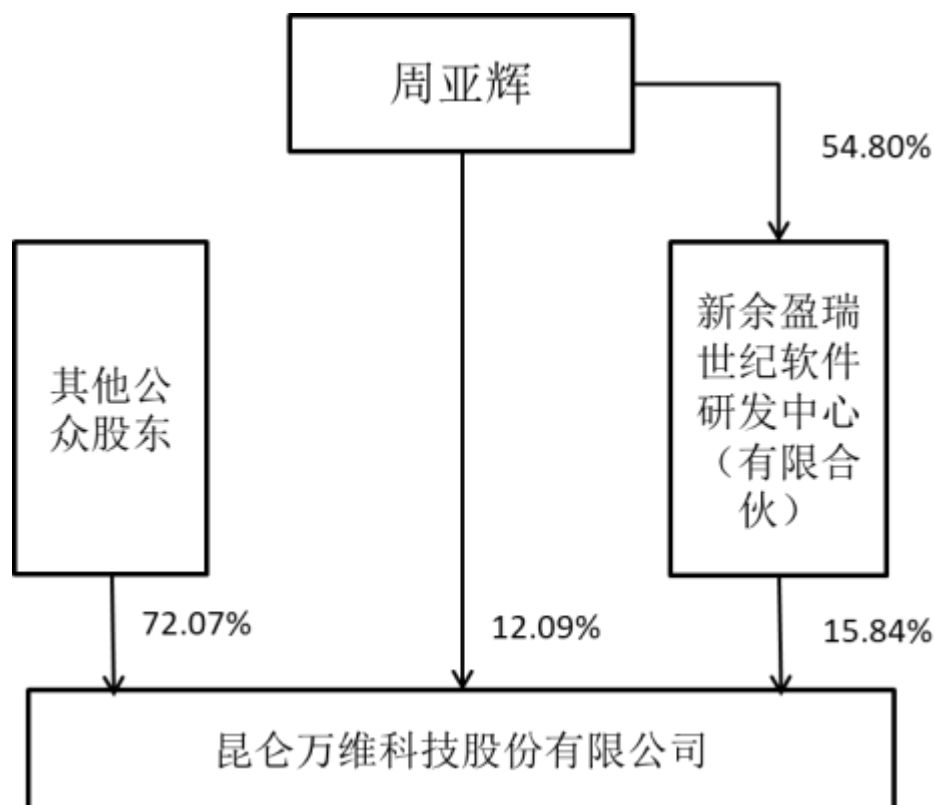 周亚辉
54.80%
其他公
众股东
新余盈瑞
世纪软件
研发中心
（有限合
伙）
72.07%
12.09%
15.84%
昆仑万维科技股份有限公司